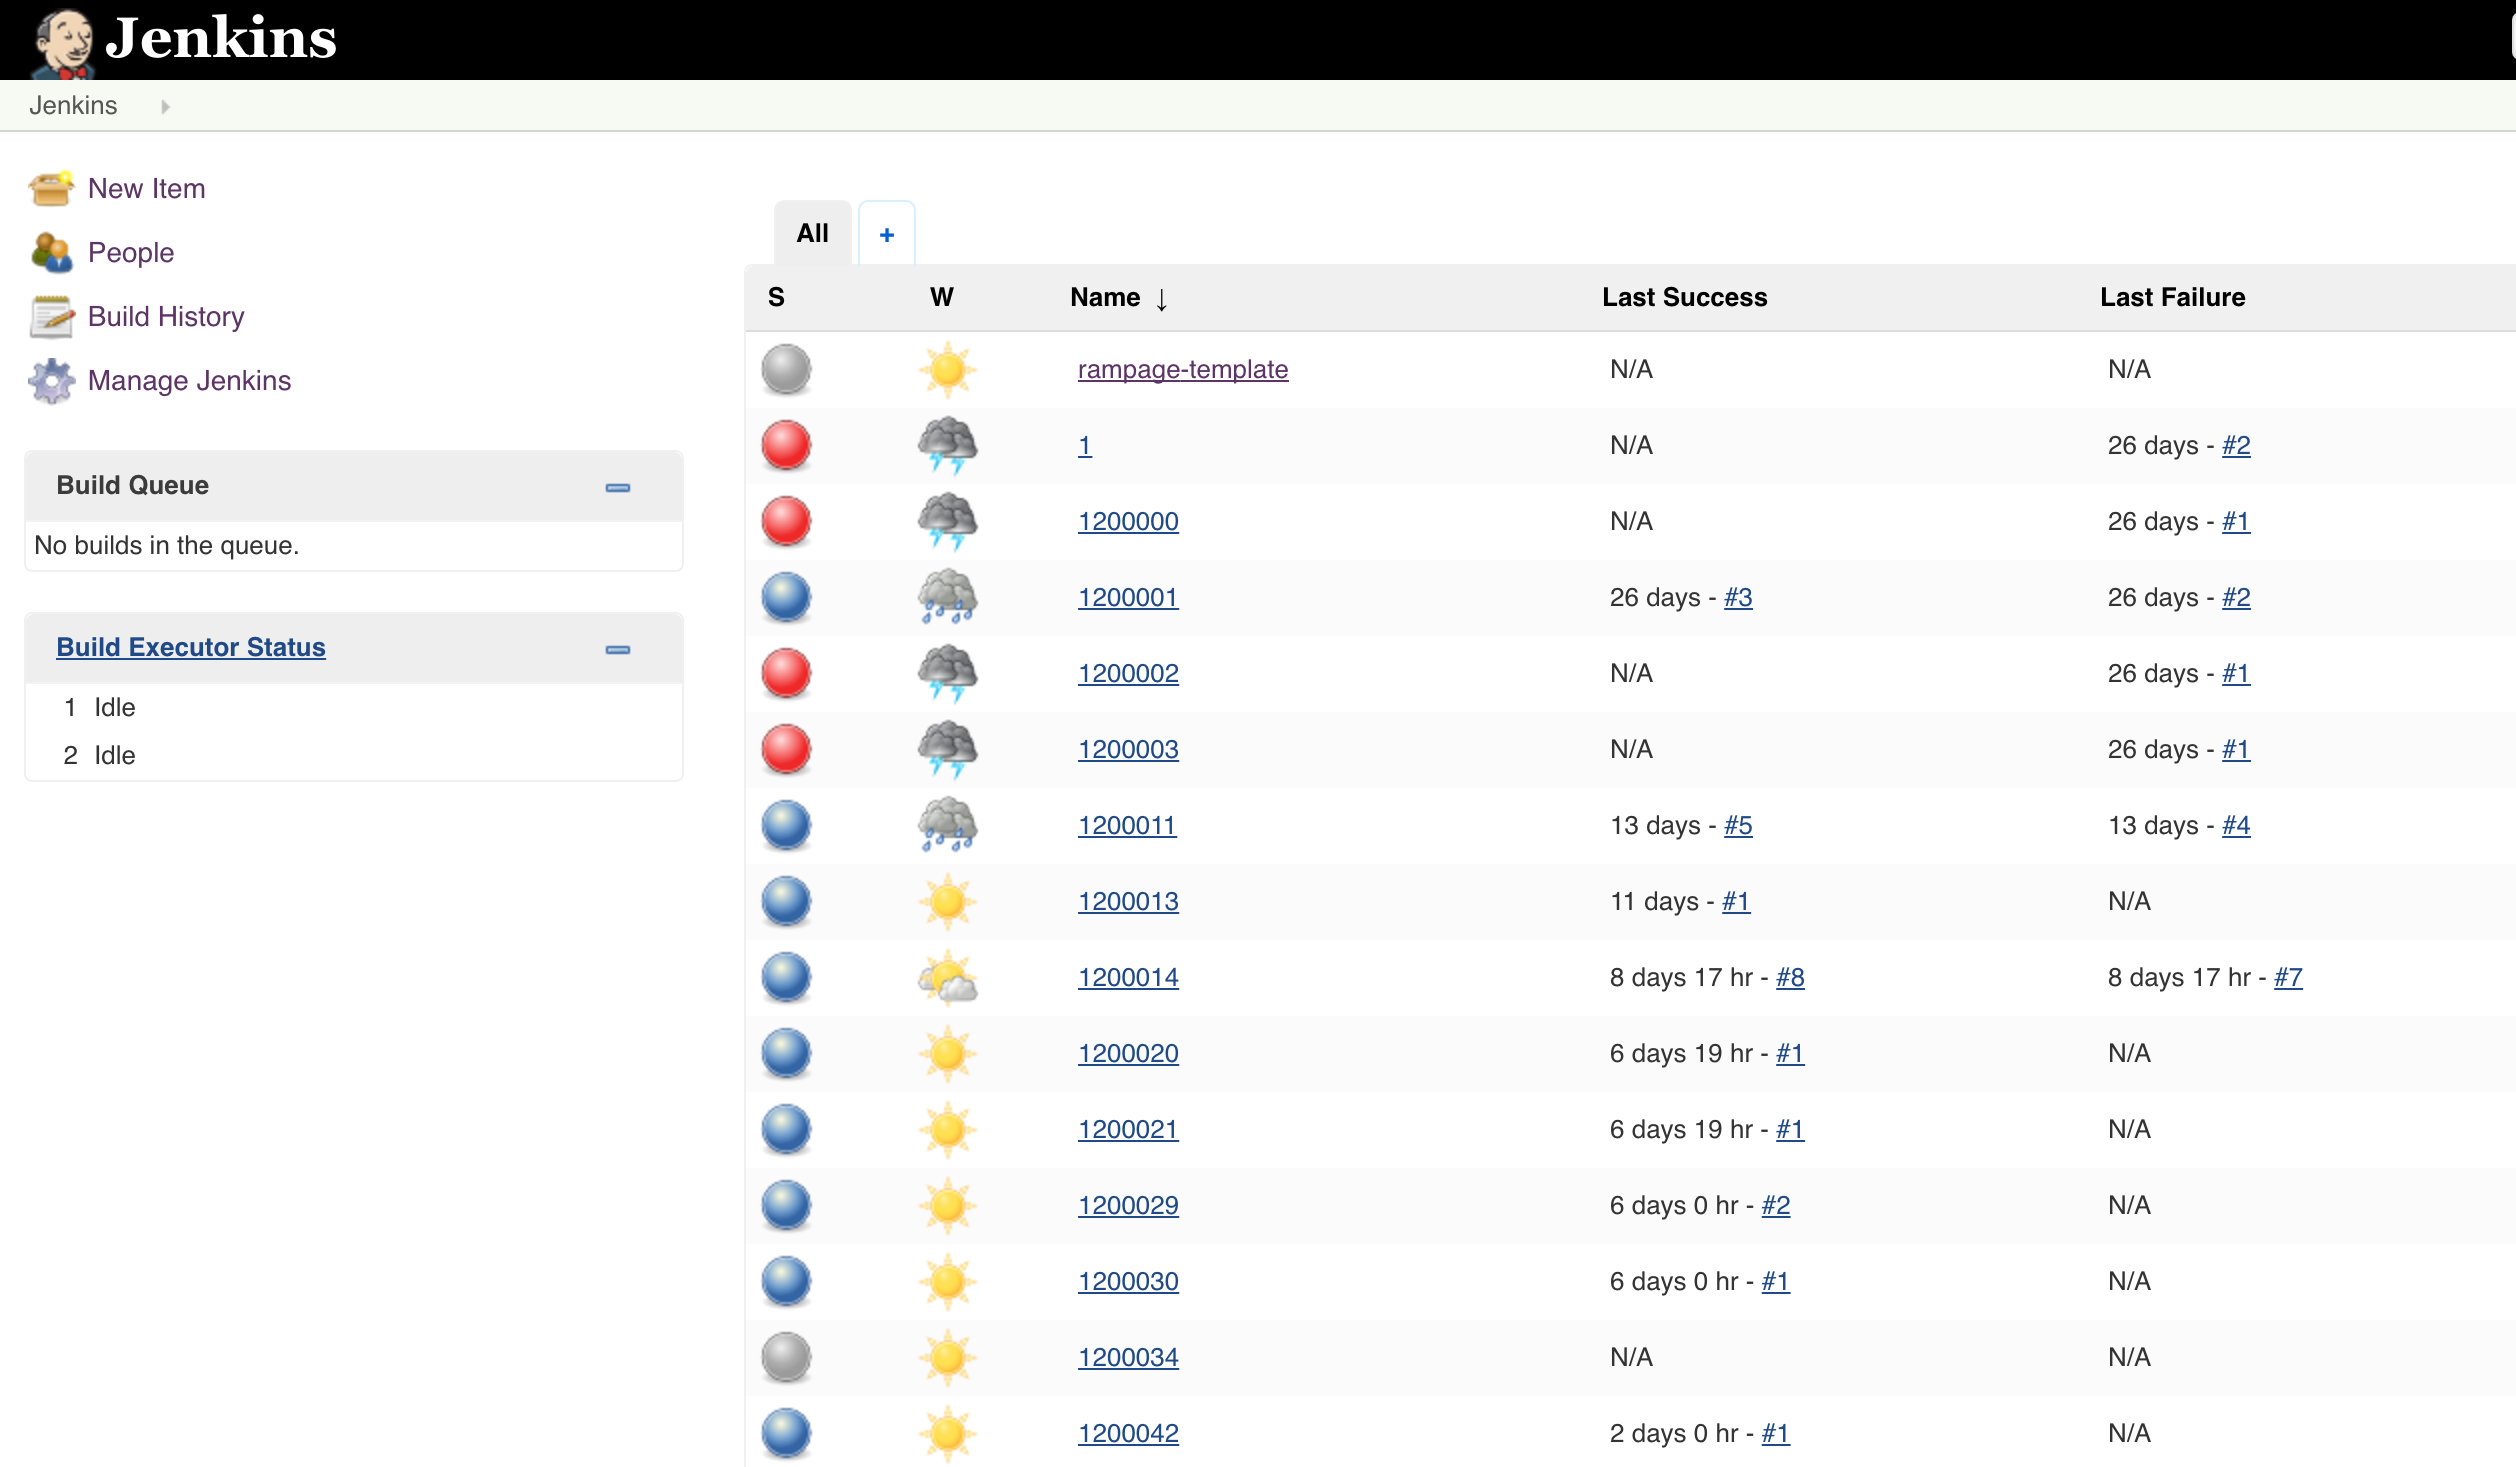 Jenkins
Jenkins
New Item
People
Build History
Manage Jenkins
Build Queue
No builds in the queue.
Build Executor Status
1 Idle
2 Idle
All +
S W Name ↓ Last Success Last Failure
rampage-template N/A N/A
1 N/A 26 days - #2
1200000 N/A 26 days - #1
1200001 26 days - #3 26 days - #2
1200002 N/A 26 days - #1
1200003 N/A 26 days - #1
1200011 13 days - #5 13 days - #4
1200013 11 days - #1 N/A
1200014 8 days 17 hr - #8 8 days 17 hr - #7
1200020 6 days 19 hr - #1 N/A
1200021 6 days 19 hr - #1 N/A
1200029 6 days 0 hr - #2 N/A
1200030 6 days 0 hr - #1 N/A
1200034 N/A N/A
1200042 2 days 0 hr - #1 N/A